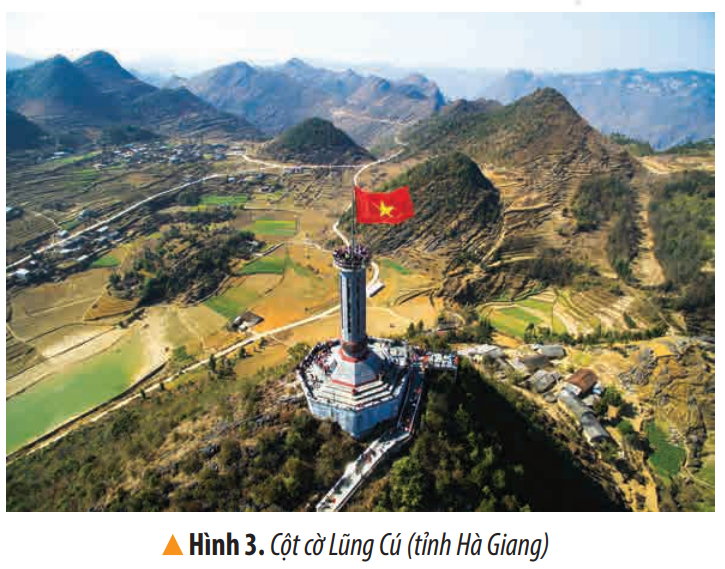 ▲ Hình 3. Cột cờ Lũng Cú (tỉnh Hà Giang)